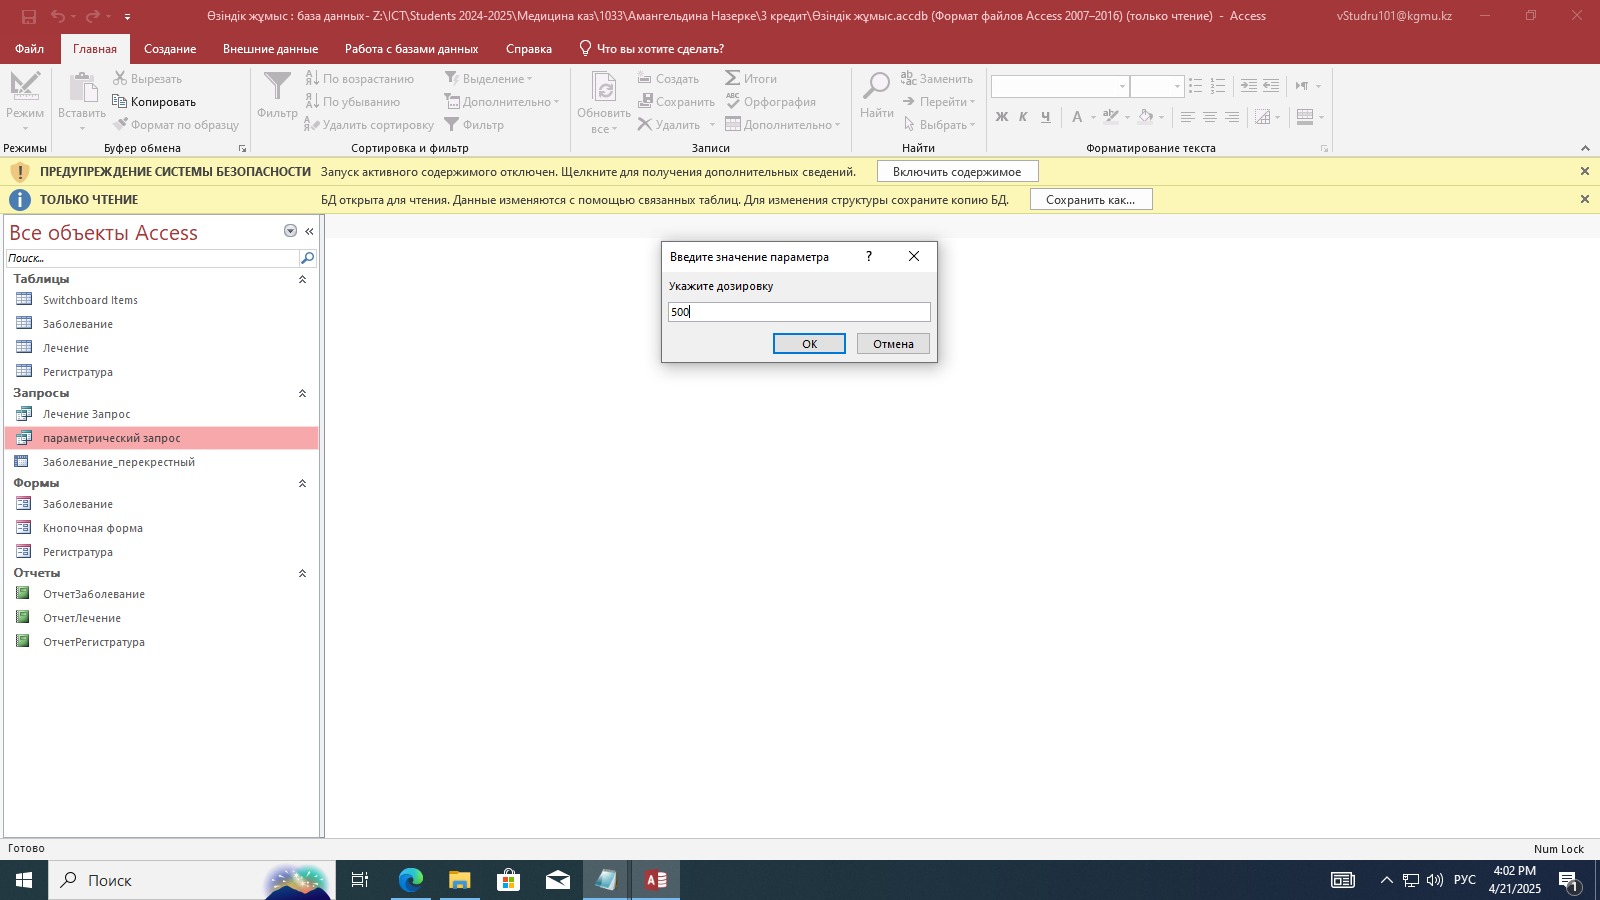 Өзіндік жұмыс : база данных- Z:\ICT\Students 2024-2025\Медицина каз\1033\Амангельдина Назерке\3 кредит\Өзіндік жұмыс.accdb (Формат файлов Access 2007–2016) (только чтение) - Access
vStudru101@kgmu.kz
Файл Главная Создание Внешние данные Работа с базами данных Справка Что вы хотите сделать?
Режим
Режимы
Вставить
Вырезать
Копировать
Формат по образцу
Буфер обмена
Фильтр
По возрастанию
По убыванию
Удалить сортировку
Выделение
Дополнительно
Фильтр
Сортировка и фильтр
Обновить
все
Создать
Сохранить
Удалить
Итоги
Орфография
Дополнительно
Записи
Найти
Заменить
Перейти
Выбрать
Найти
Ж К Ч А
Форматирование текста
ПРЕДУПРЕЖДЕНИЕ СИСТЕМЫ БЕЗОПАСНОСТИ Запуск активного содержимого отключен. Щелкните для получения дополнительных сведений. Включить содержимое
ТОЛЬКО ЧТЕНИЕ БД открыта для чтения. Данные изменяются с помощью связанных таблиц. Для изменения структуры сохраните копию БД. Сохранить как...
Все объекты Access
Поиск...
Таблицы
Switchboard Items
Заболевание
Лечение
Регистратура
Запросы
Лечение Запрос
параметрический запрос
Заболевание_перекрестный
Формы
Заболевание
Кнопочная форма
Регистратура
Отчеты
ОтчетЗаболевание
ОтчетЛечение
ОтчетРегистратура
Введите значение параметра ?
Укажите дозировку
500
ОК Отмена
Готово
Num Lock
Поиск
РУС
4:02 PM
4/21/2025
1